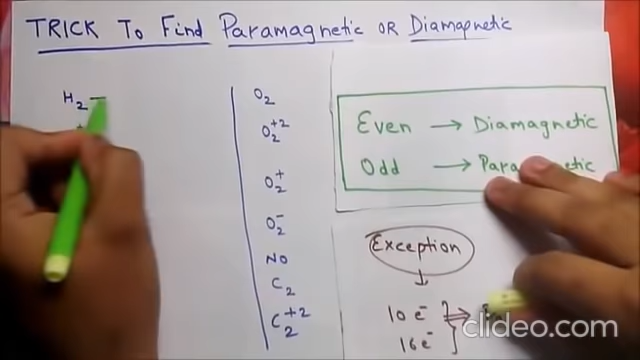 TRICK To Find Paramagnetic OR Diamagnetic
H₂ –
O₂
O₂⁺²
O₂⁺
O₂⁻
NO
C₂
C₂⁺²
Even → Diamagnetic
Odd →
Exception
↓
10 e⁻ } ⇒
16 e⁻
clideo.com